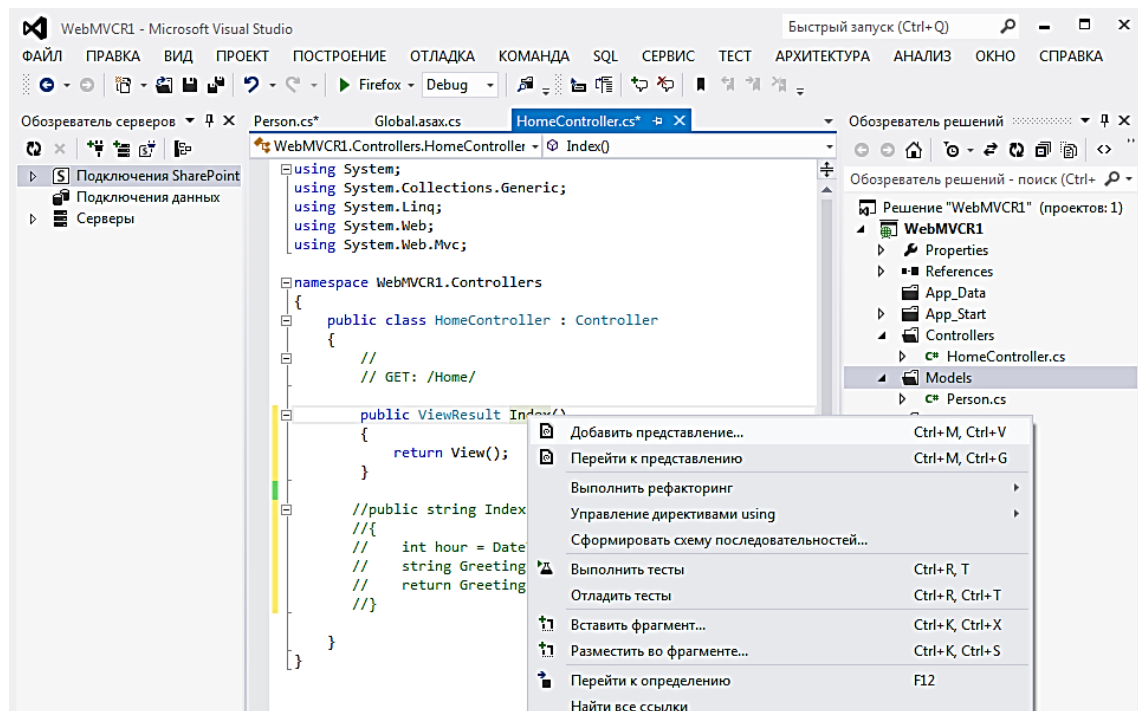 WebMVCR1 - Microsoft Visual Studio
Быстрый запуск (Ctrl+Q)
ФАЙЛ ПРАВКА ВИД ПРОЕКТ ПОСТРОЕНИЕ ОТЛАДКА КОМАНДА SQL СЕРВИС ТЕСТ АРХИТЕКТУРА АНАЛИЗ ОКНО СПРАВКА
Firefox Debug
Обозреватель серверов
Подключения SharePoint
Подключения данных
Серверы
Person.cs* Global.asax.cs HomeController.cs*
WebMVCR1.Controllers.HomeController Index()
using System;
using System.Collections.Generic;
using System.Linq;
using System.Web;
using System.Web.Mvc;
namespace WebMVCR1.Controllers
{
public class HomeController : Controller
{
//
// GET: /Home/
public ViewResult Index()
{
return View();
}
//public string Index
//{
// int hour = Date
// string Greeting
// return Greeting
//}
}
}
Добавить представление... Ctrl+M, Ctrl+V
Перейти к представлению Ctrl+M, Ctrl+G
Выполнить рефакторинг
Управление директивами using
Сформировать схему последовательностей...
Выполнить тесты Ctrl+R, T
Отладить тесты Ctrl+R, Ctrl+T
Вставить фрагмент... Ctrl+K, Ctrl+X
Разместить во фрагменте... Ctrl+K, Ctrl+S
Перейти к определению F12
Найти все ссылки
Обозреватель решений
Обозреватель решений - поиск (Ctrl+
Решение "WebMVCR1" (проектов: 1)
WebMVCR1
Properties
References
App_Data
App_Start
Controllers
C# HomeController.cs
Models
C# Person.cs